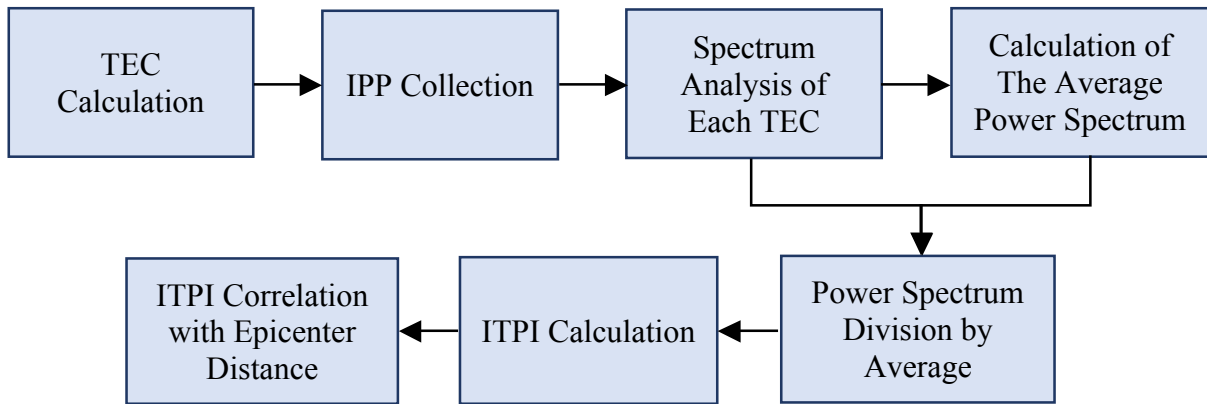 TEC
Calculation
IPP Collection
Spectrum
Analysis of
Each TEC
Calculation of
The Average
Power Spectrum
ITPI Correlation
with Epicenter
Distance
ITPI Calculation
Power Spectrum
Division by
Average